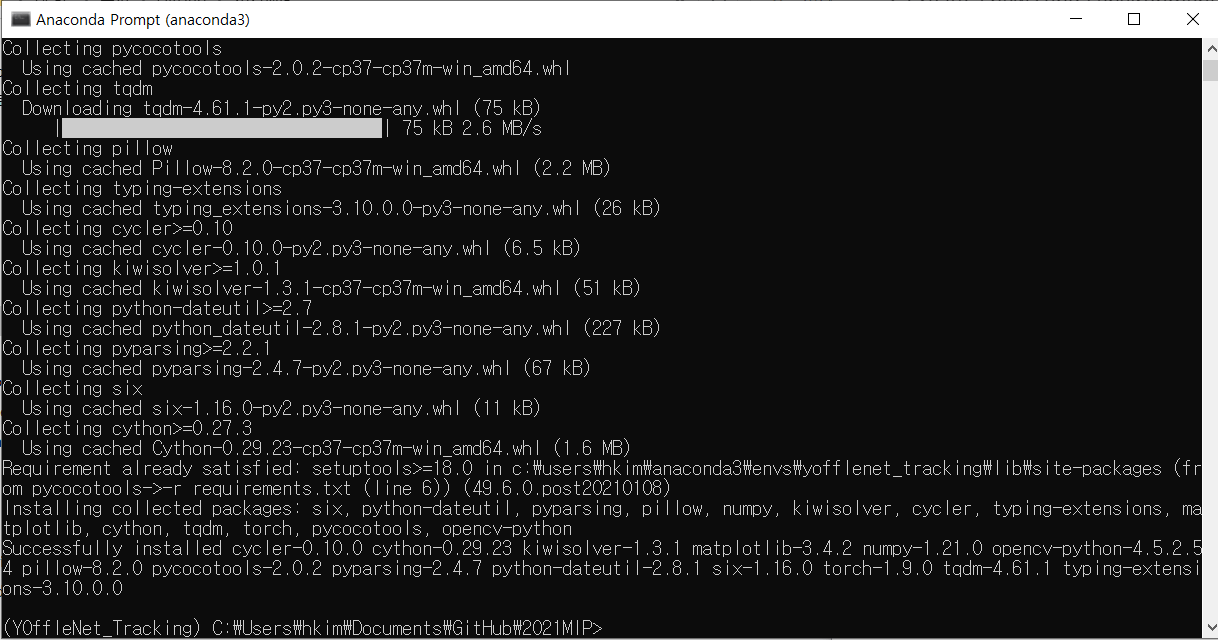 Anaconda Prompt (anaconda3)
Collecting pycocotools
  Using cached pycocotools-2.0.2-cp37-cp37m-win_amd64.whl
Collecting tqdm
  Downloading tqdm-4.61.1-py2.py3-none-any.whl (75 kB)
     |████████████████████████████████| 75 kB 2.6 MB/s
Collecting pillow
  Using cached Pillow-8.2.0-cp37-cp37m-win_amd64.whl (2.2 MB)
Collecting typing-extensions
  Using cached typing_extensions-3.10.0.0-py3-none-any.whl (26 kB)
Collecting cycler>=0.10
  Using cached cycler-0.10.0-py2.py3-none-any.whl (6.5 kB)
Collecting kiwisolver>=1.0.1
  Using cached kiwisolver-1.3.1-cp37-cp37m-win_amd64.whl (51 kB)
Collecting python-dateutil>=2.7
  Using cached python_dateutil-2.8.1-py2.py3-none-any.whl (227 kB)
Collecting pyparsing>=2.2.1
  Using cached pyparsing-2.4.7-py2.py3-none-any.whl (67 kB)
Collecting six
  Using cached six-1.16.0-py2.py3-none-any.whl (11 kB)
Collecting cython>=0.27.3
  Using cached Cython-0.29.23-cp37-cp37m-win_amd64.whl (1.6 MB)
Requirement already satisfied: setuptools>=18.0 in c:₩users₩hkim₩anaconda3₩envs₩yofflenet_tracking₩lib₩site-packages (fr
om pycocotools->-r requirements.txt (line 6)) (49.6.0.post20210108)
Installing collected packages: six, python-dateutil, pyparsing, pillow, numpy, kiwisolver, cycler, typing-extensions, ma
tplotlib, cython, tqdm, torch, pycocotools, opencv-python
Successfully installed cycler-0.10.0 cython-0.29.23 kiwisolver-1.3.1 matplotlib-3.4.2 numpy-1.21.0 opencv-python-4.5.2.5
4 pillow-8.2.0 pycocotools-2.0.2 pyparsing-2.4.7 python-dateutil-2.8.1 six-1.16.0 torch-1.9.0 tqdm-4.61.1 typing-extensi
ons-3.10.0.0
(YOffleNet_Tracking) C:₩Users₩hkim₩Documents₩GitHub₩2021MIP>